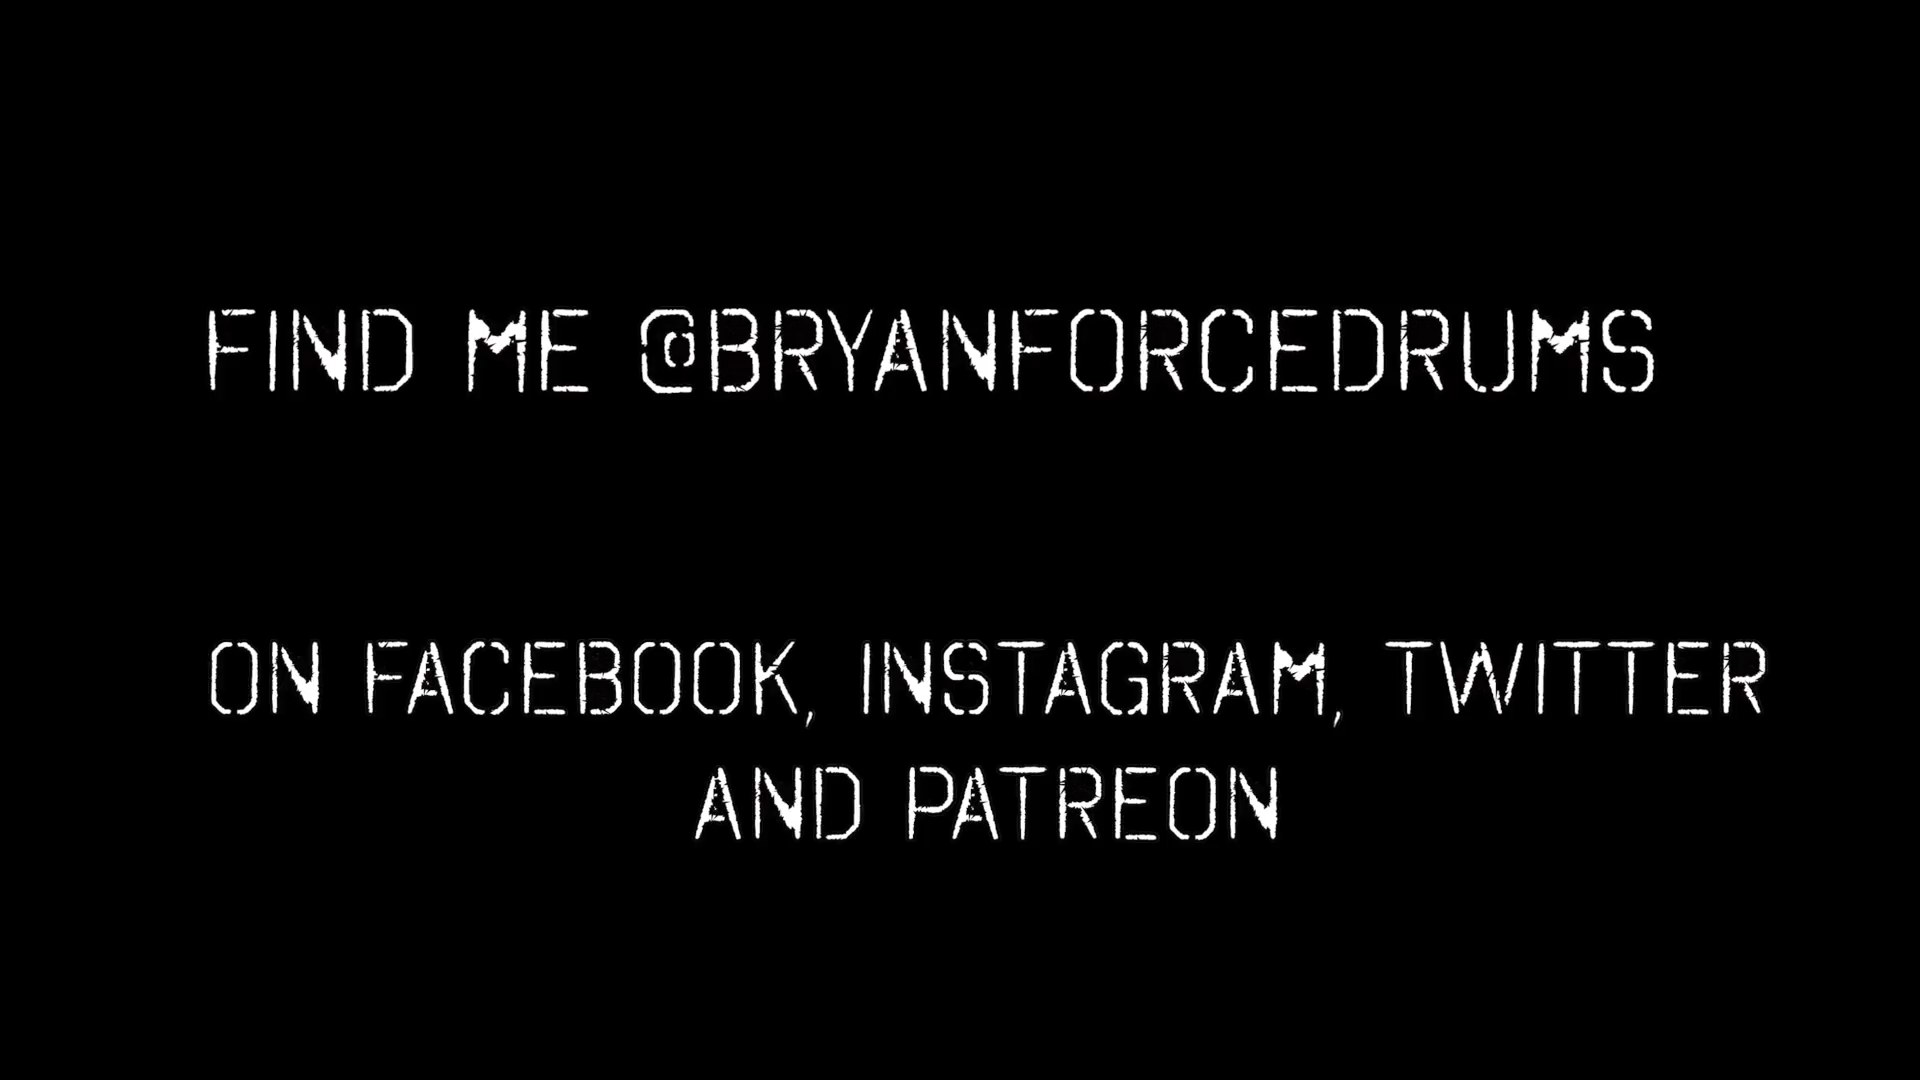 FIND ME @BRYANFORCEDRUMS
ON FACEBOOK, INSTAGRAM, TWITTER
AND PATREON